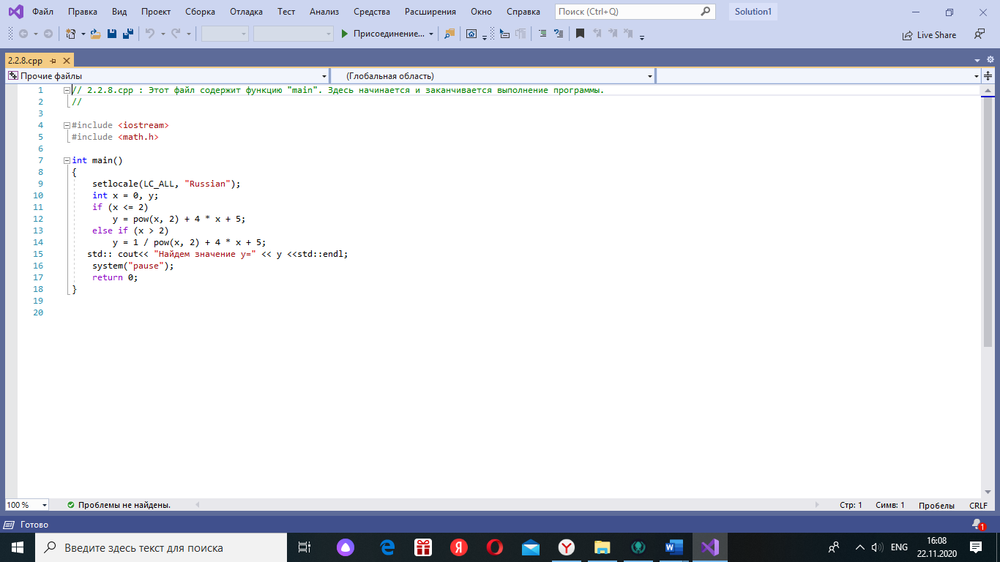 Файл Правка Вид Проект Сборка Отладка Тест Анализ Средства Расширения Окно Справка Поиск (Ctrl+Q) Solution1
Присоединение... Live Share
2.2.8.cpp
Прочие файлы (Глобальная область)
1 // 2.2.8.cpp : Этот файл содержит функцию "main". Здесь начинается и заканчивается выполнение программы.
2 //
3
4 #include <iostream>
5 #include <math.h>
6
7 int main()
8 {
9 setlocale(LC_ALL, "Russian");
10 int x = 0, y;
11 if (x <= 2)
12 y = pow(x, 2) + 4 * x + 5;
13 else if (x > 2)
14 y = 1 / pow(x, 2) + 4 * x + 5;
15 std:: cout<< "Найдем значение y=" << y <<std::endl;
16 system("pause");
17 return 0;
18 }
19
20
100 % Проблемы не найдены. Стр: 1 Симв: 1 Пробелы CRLF
Готово 1
Введите здесь текст для поиска ENG 16:08
22.11.2020